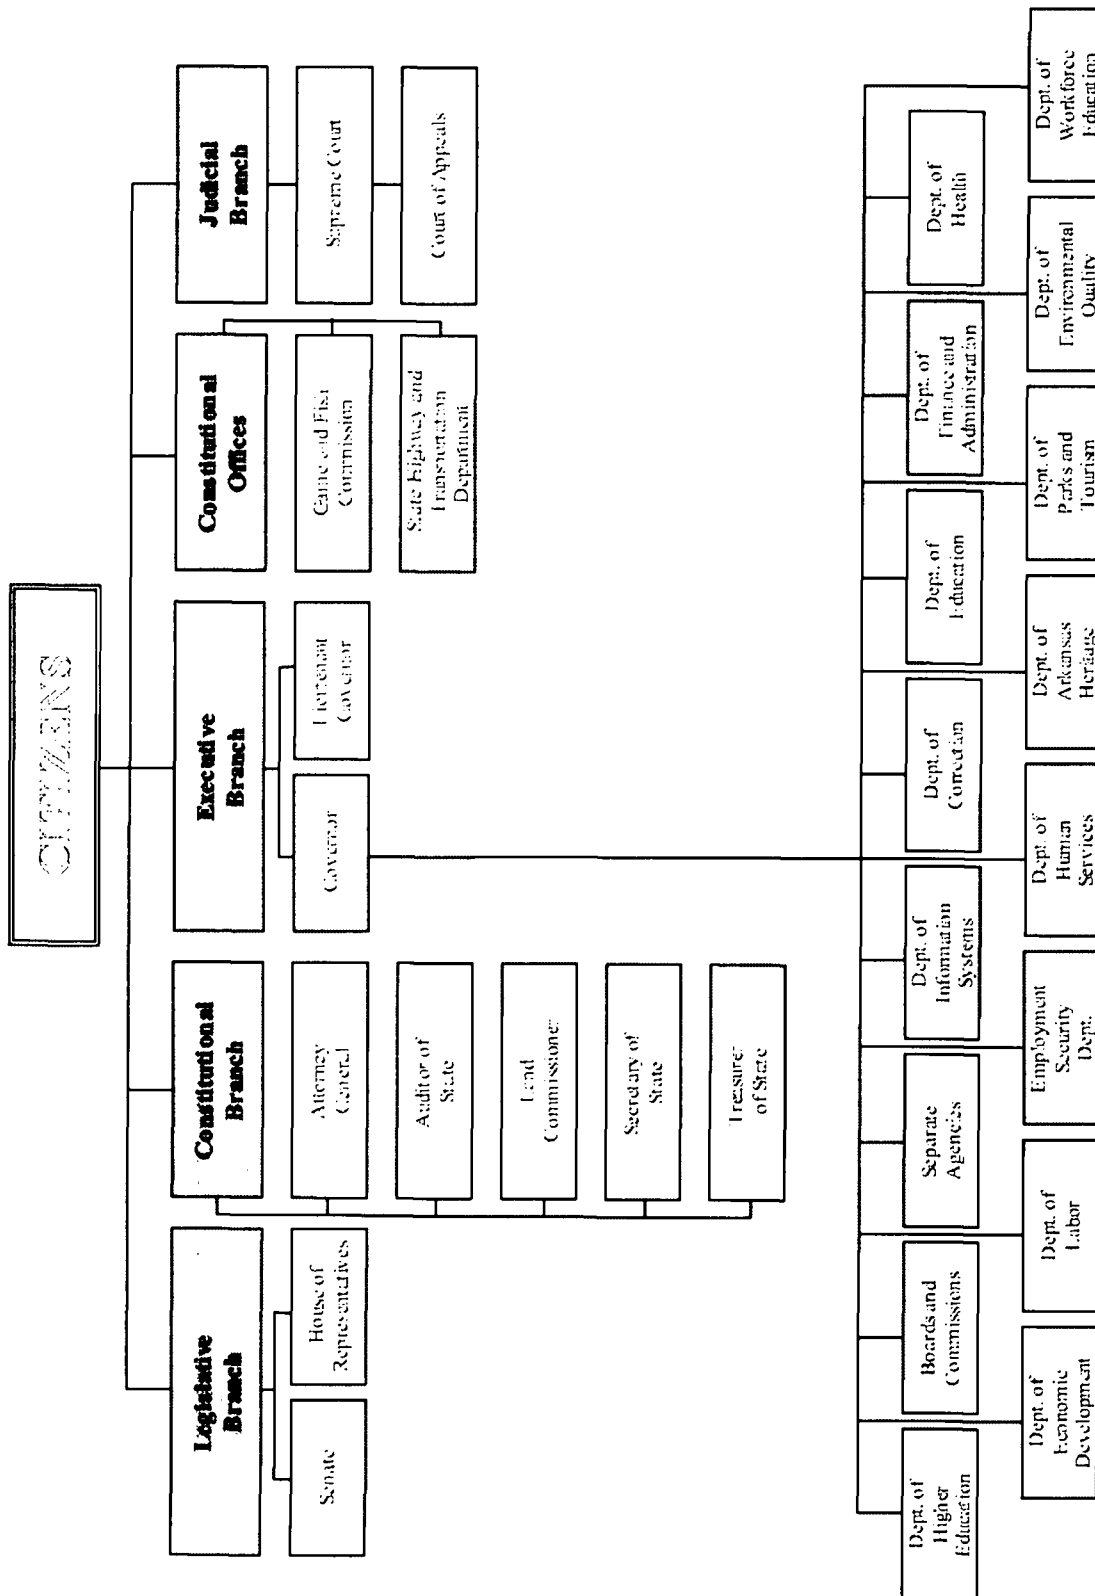 CITIZENS
Legislative
Branch
Constitutional
Branch
Executive
Branch
Constitutional
Offices
Judicial
Branch
Senate
House of
Representatives
Attorney
General
Auditor of
State
Land
Commissioner
Secretary of
State
Treasurer
of State
Governor
Lieutenant
Governor
Game and Fish
Commission
State Highway and
Transportation
Department
Supreme Court
Court of Appeals
Dept. of
Higher
Education
Boards and
Commissions
Separate
Agencies
Dept. of
Information
Systems
Dept. of
Correction
Dept. of
Education
Dept. of
Finance and
Administration
Dept. of
Health
Dept. of
Economic
Development
Dept. of
Labor
Employment
Security
Dept.
Dept. of
Human
Services
Dept. of
Arkansas
Heritage
Dept. of
Parks and
Tourism
Dept. of
Environmental
Quality
Dept. of
Workforce
Education